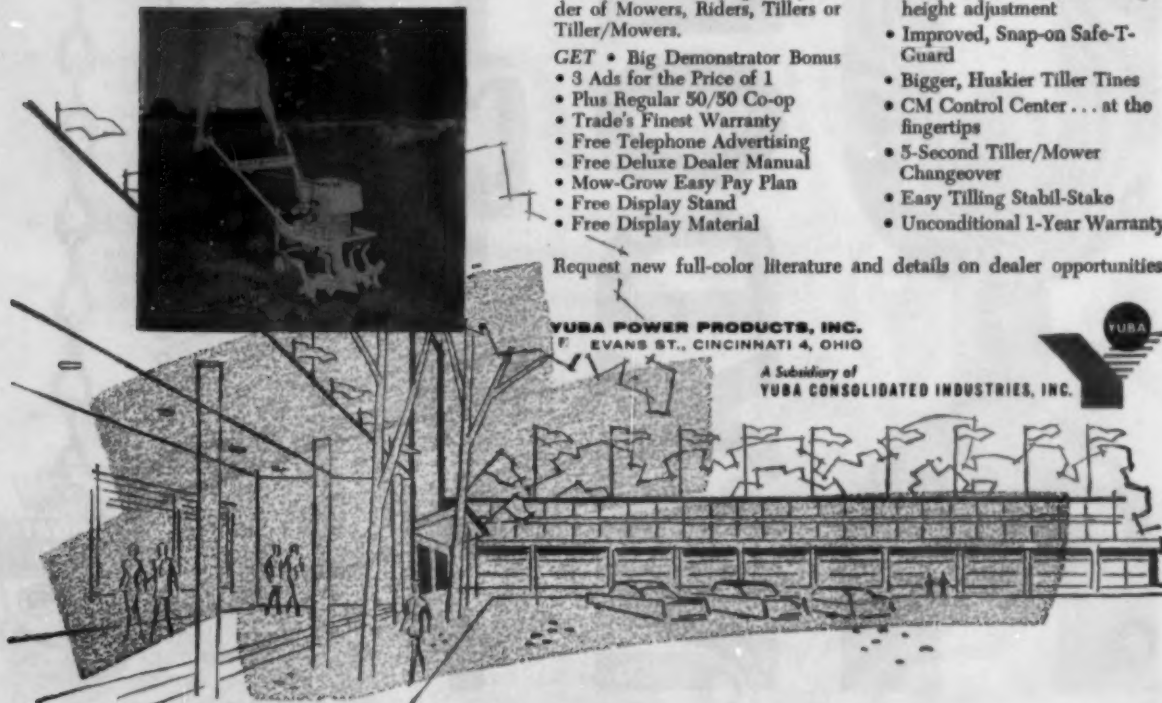 der of Mowers, Riders, Tillers or
Tiller/Mowers.
GET • Big Demonstrator Bonus
• 3 Ads for the Price of 1
• Plus Regular 50/50 Co-op
• Trade's Finest Warranty
• Free Telephone Advertising
• Free Deluxe Dealer Manual
• Mow-Grow Easy Pay Plan
• Free Display Stand
• Free Display Material
height adjustment
• Improved, Snap-on Safe-T-
Guard
• Bigger, Huskier Tiller Tines
• CM Control Center... at the
fingertips
• 5-Second Tiller/Mower
Changeover
• Easy Tilling Stabil-Stake
• Unconditional 1-Year Warranty
Request new full-color literature and details on dealer opportunities
YUBA POWER PRODUCTS, INC.
EVANS ST., CINCINNATI 4, OHIO
A Subsidiary of
YUBA CONSOLIDATED INDUSTRIES, INC.
YUBA